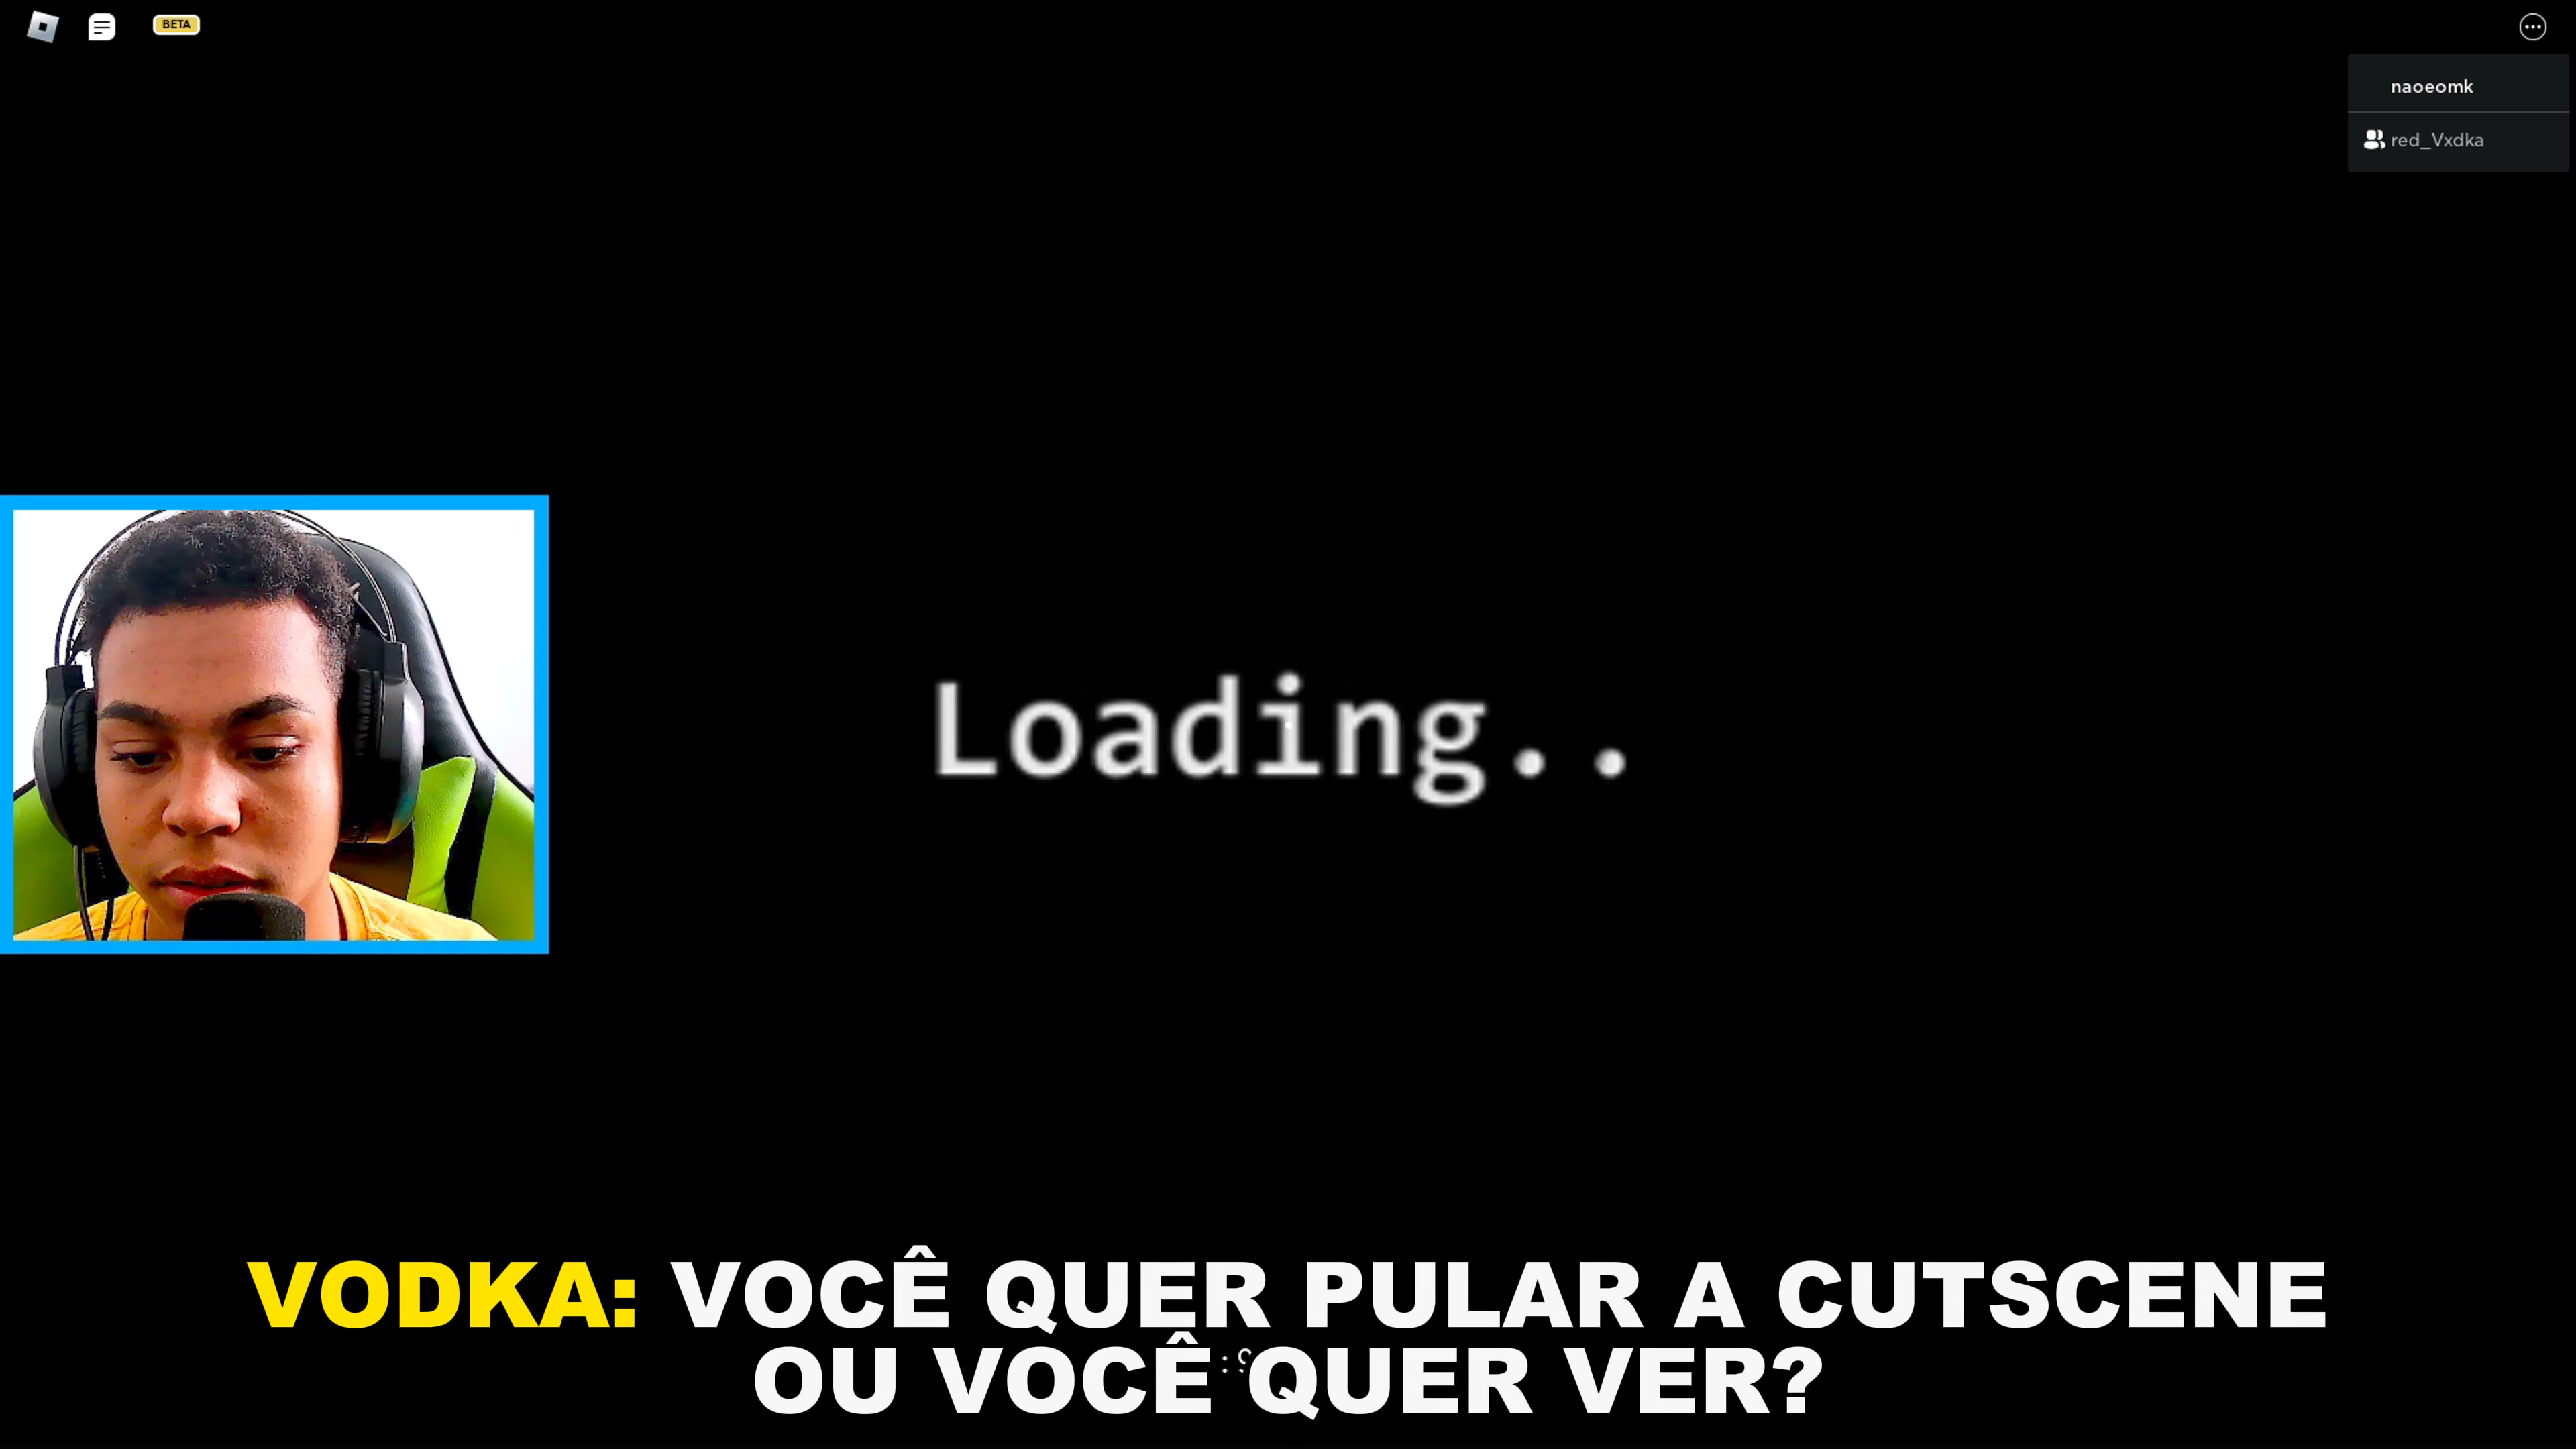 BETA
naoeomk
red_Vxdka
Loading..
VODKA: VOCÊ QUER PULAR A CUTSCENE
OU VOCÊ QUER VER?